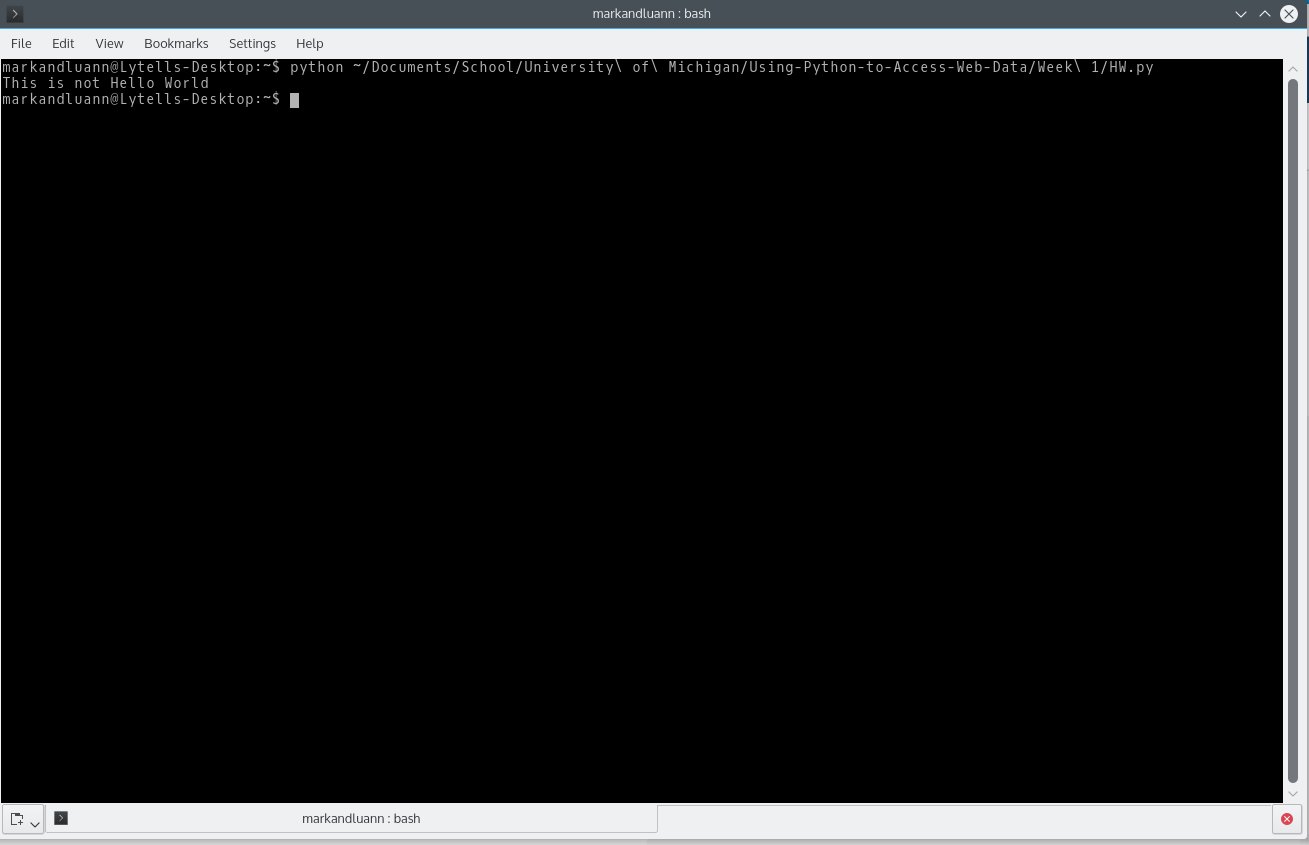 markandluann : bash
File Edit View Bookmarks Settings Help
markandluann@Lytells-Desktop:~$ python ~/Documents/School/University\ of\ Michigan/Using-Python-to-Access-Web-Data/Week\ 1/HW.py
This is not Hello World
markandluann@Lytells-Desktop:~$
markandluann : bash